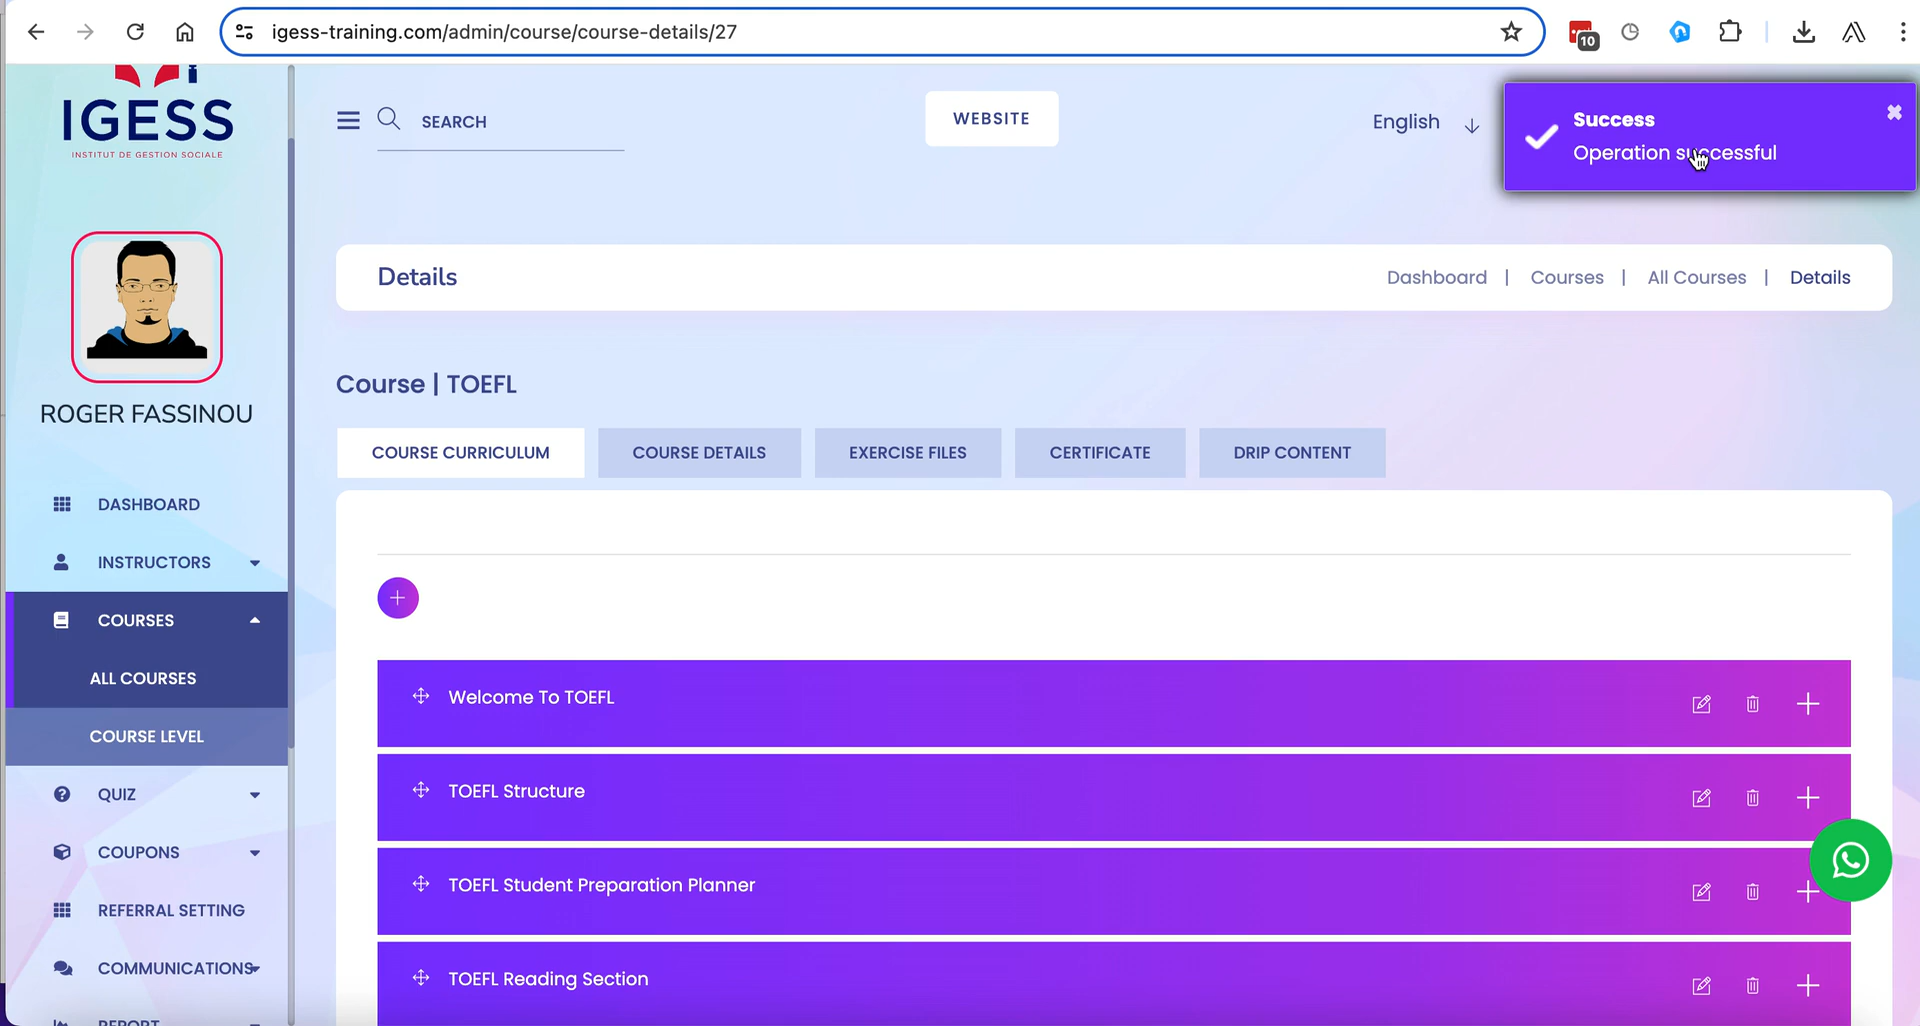 igess-training.com/admin/course/course-details/27
10
IGESS
INSTITUT DE GESTION SOCIALE
SEARCH
WEBSITE
English
Success
Operation successful
Details
Dashboard | Courses | All Courses | Details
ROGER FASSINOU
Course | TOEFL
COURSE CURRICULUM
COURSE DETAILS
EXERCISE FILES
CERTIFICATE
DRIP CONTENT
DASHBOARD
INSTRUCTORS
COURSES
ALL COURSES
COURSE LEVEL
QUIZ
COUPONS
REFERRAL SETTING
COMMUNICATIONS
REPORT
Welcome To TOEFL
TOEFL Structure
TOEFL Student Preparation Planner
TOEFL Reading Section